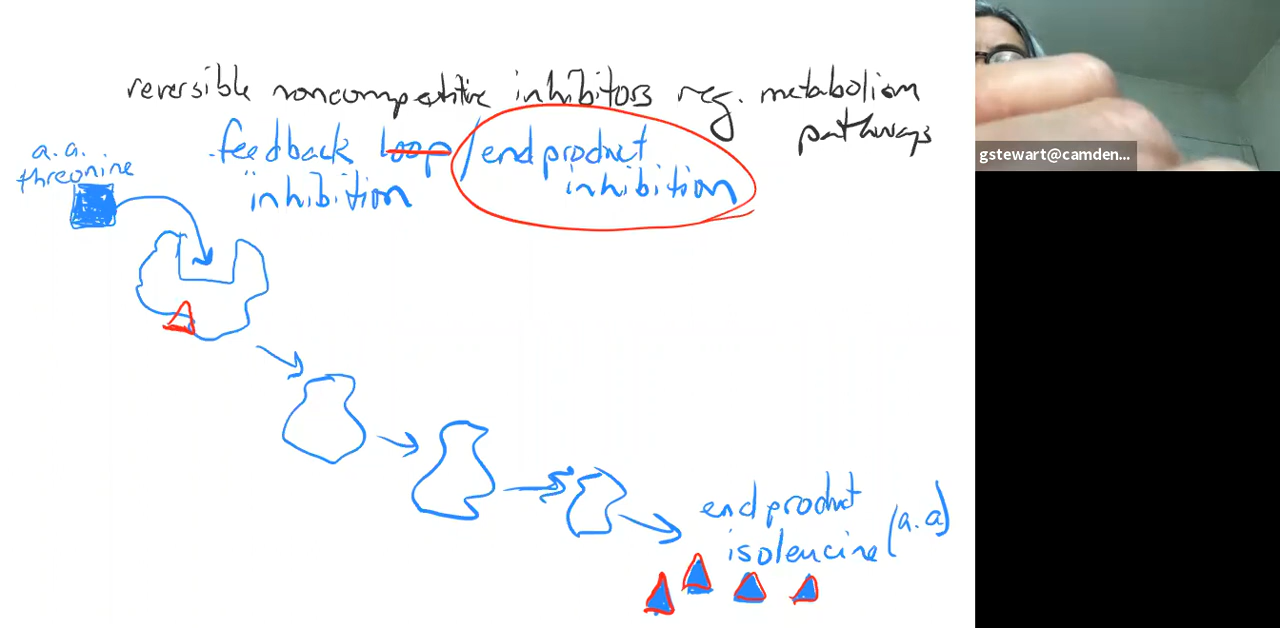 reversible noncompetitive inhibitors reg. metabolism
pathways
feedback loop / end product
inhibition inhibition
a.a.
threonine
end product
isoleucine (a.a)
gstewart@camden...